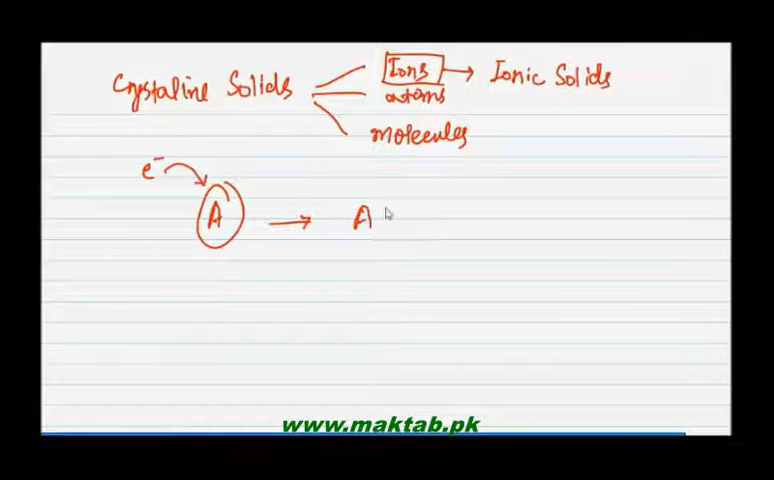 Crystaline Solids
Ions → Ionic Solids
atoms
molecules
e⁻
A → A
www.maktab.pk